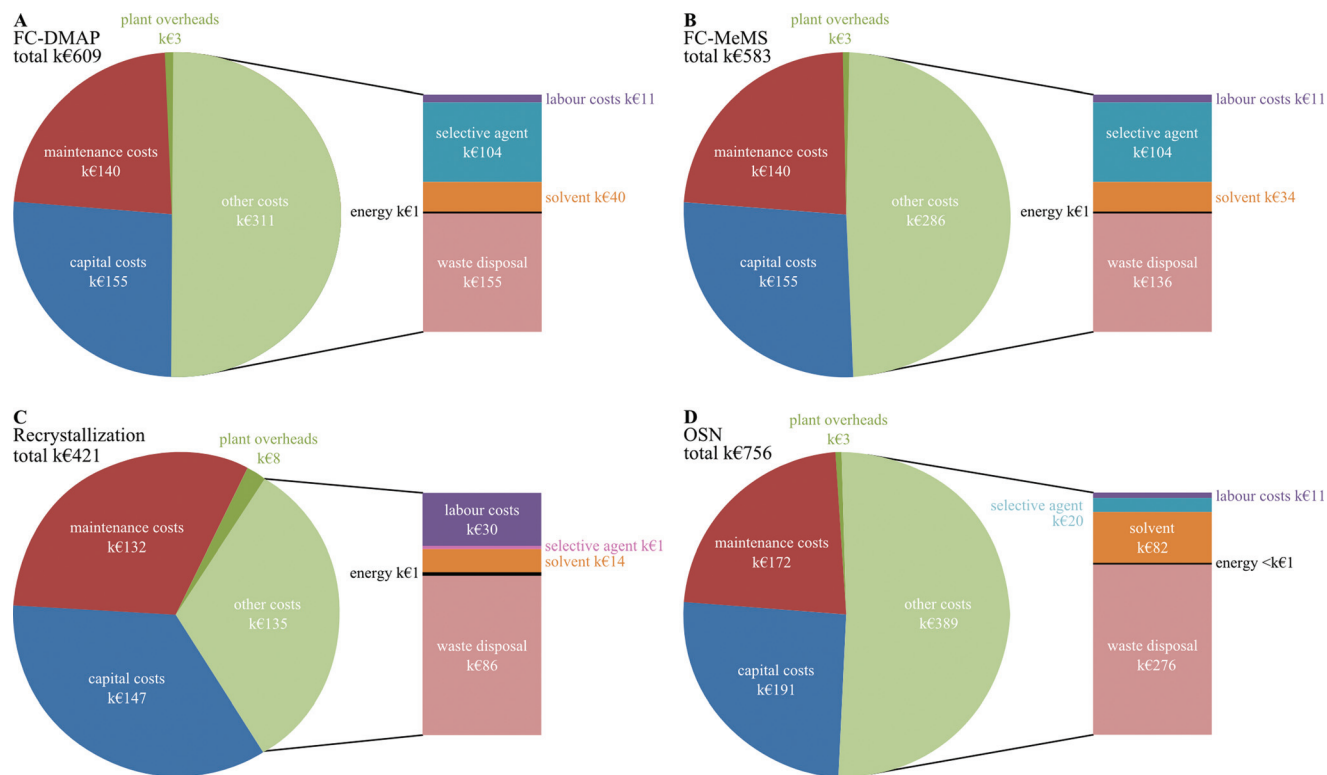 A
FC-DMAP
total k€609
plant overheads
k€3
maintenance costs
k€140
capital costs
k€155
other costs
k€311
energy k€1
labour costs k€11
selective agent
k€104
solvent k€40
waste disposal
k€155
B
FC-MeMS
total k€583
plant overheads
k€3
maintenance costs
k€140
capital costs
k€155
other costs
k€286
energy k€1
labour costs k€11
selective agent
k€104
solvent k€34
waste disposal
k€136
C
Recrystallization
total k€421
plant overheads
k€8
maintenance costs
k€132
capital costs
k€147
other costs
k€135
energy k€1
labour costs
k€30
selective agent k€1
solvent k€14
waste disposal
k€86
D
OSN
total k€756
plant overheads
k€3
maintenance costs
k€172
capital costs
k€191
other costs
k€389
selective agent
k€20
labour costs k€11
solvent
k€82
energy <k€1
waste disposal
k€276